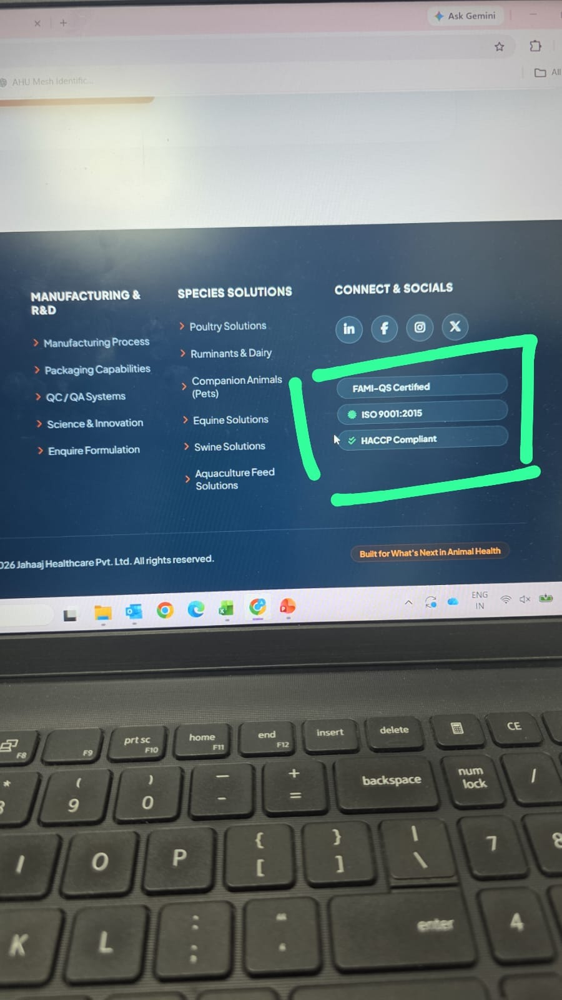 Ask Gemini
AHU Mesh Identific...
All
MANUFACTURING &
R&D
Manufacturing Process
Packaging Capabilities
QC / QA Systems
Science & Innovation
Enquire Formulation
SPECIES SOLUTIONS
Poultry Solutions
Ruminants & Dairy
Companion Animals
(Pets)
Equine Solutions
Swine Solutions
Aquaculture Feed
Solutions
CONNECT & SOCIALS
in f X
FAMI-QS Certified
ISO 9001:2015
HACCP Compliant
026 Jahaaj Healthcare Pvt. Ltd. All rights reserved.
Built for What's Next in Animal Health
ENG
IN
F8 F9 prt sc F10 home F11 end F12 insert delete CE
* ( ) — + backspace num lock /
9 0 - =
I O P { [ } ] | \ 7 8
K L : ; " ' enter 4